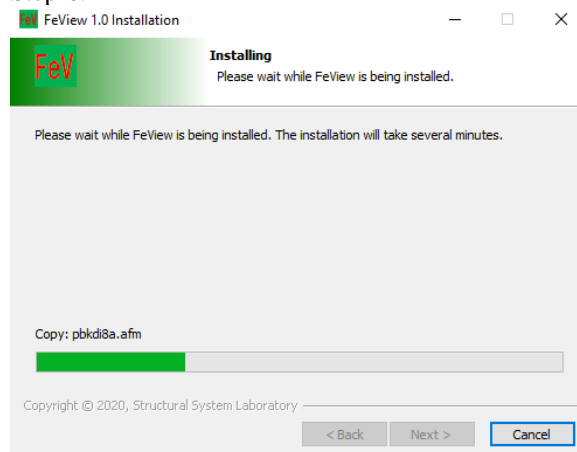 FeV FeView 1.0 Installation
FeV
Installing
Please wait while FeView is being installed.
Please wait while FeView is being installed. The installation will take several minutes.
Copy: pbkdi8a.afm
Copyright © 2020, Structural System Laboratory
< Back Next > Cancel